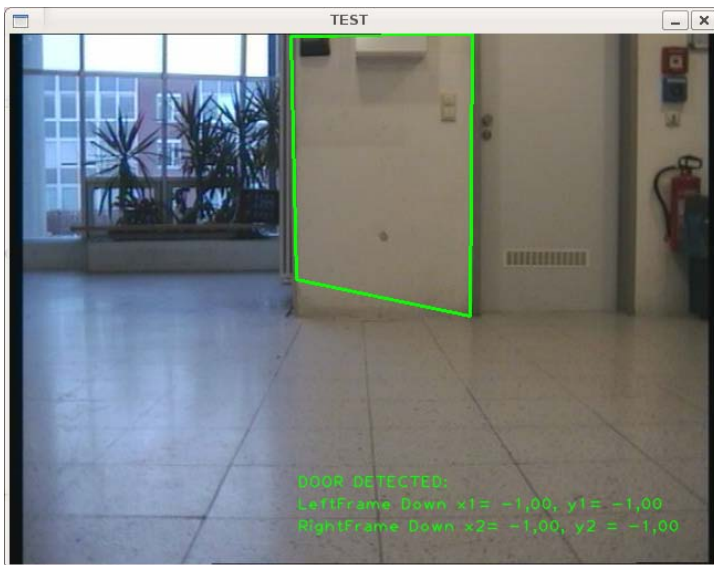 TEST
DOOR DETECTED:
LeftFrame Down x1= -1,00, y1= -1,00
RightFrame Down x2= -1,00, y2 = -1,00